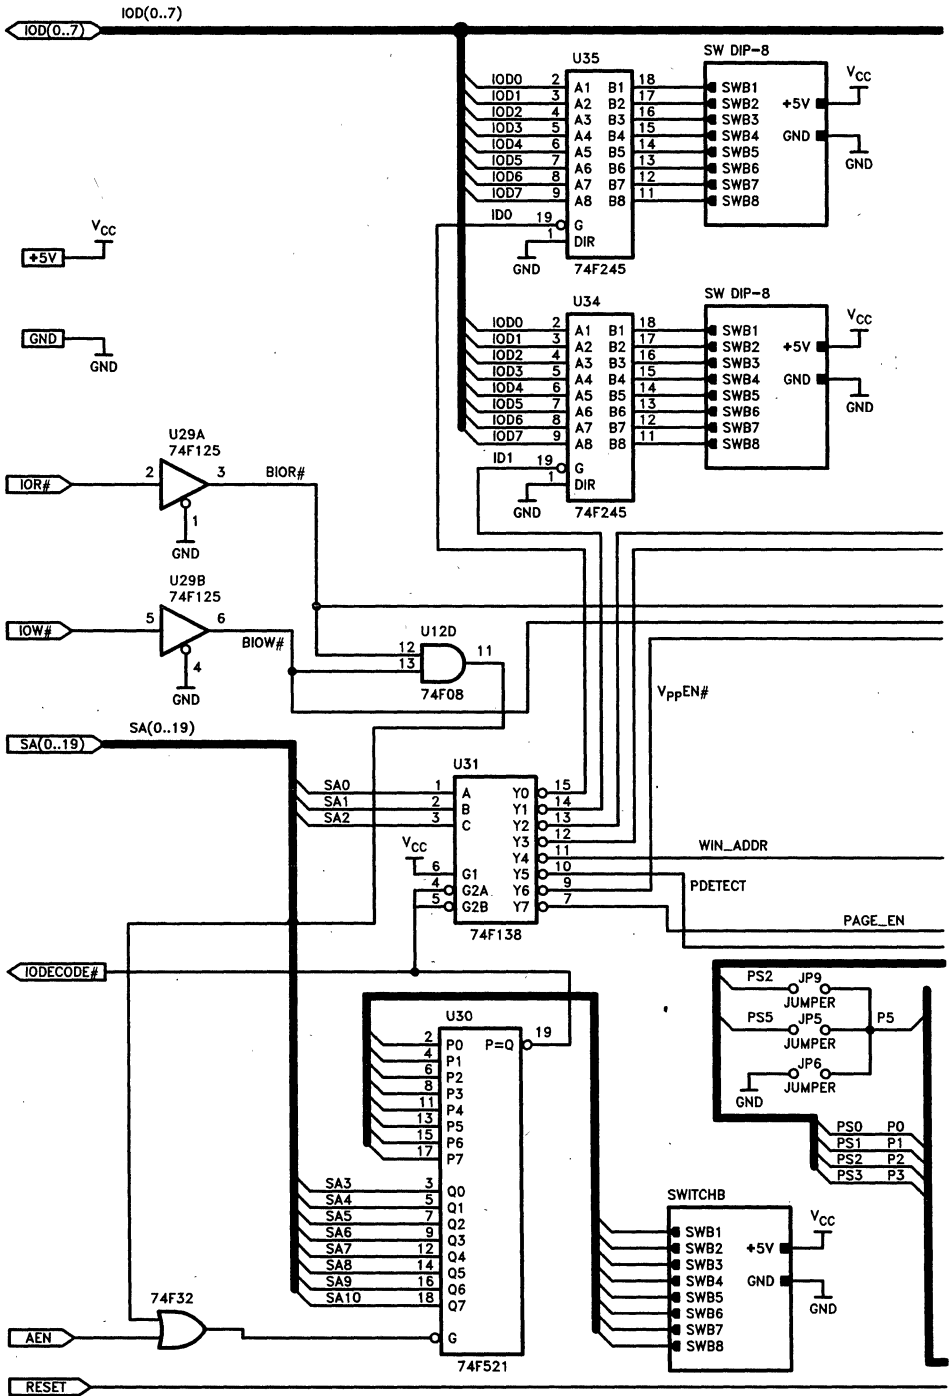 IOD(0..7)
IOD(0..7)
U35
SW DIP-8
IOD0 2 A1 B1 18 SWB1
IOD1 3 A2 B2 17 SWB2
IOD2 4 A3 B3 16 SWB3
IOD3 5 A4 B4 15 SWB4
IOD4 6 A5 B5 14 SWB5
IOD5 7 A6 B6 13 SWB6
IOD6 8 A7 B7 12 SWB7
IOD7 9 A8 B8 11 SWB8
+5V VCC
GND GND
ID0 19 G
1 DIR
GND
74F245
VCC
+5V
GND
GND
U34
SW DIP-8
IOD0 2 A1 B1 18 SWB1
IOD1 3 A2 B2 17 SWB2
IOD2 4 A3 B3 16 SWB3
IOD3 5 A4 B4 15 SWB4
IOD4 6 A5 B5 14 SWB5
IOD5 7 A6 B6 13 SWB6
IOD6 8 A7 B7 12 SWB7
IOD7 9 A8 B8 11 SWB8
+5V VCC
GND GND
ID1 19 G
1 DIR
GND
74F245
U29A
74F125
IOR# 2 3 BIOR#
1
GND
U29B
74F125
IOW# 5 6 BIOW#
4
GND
U12D
12 11
13
74F08
VPPEN#
SA(0..19)
SA(0..19)
U31
SA0 1 A Y0 15
SA1 2 B Y1 14
SA2 3 C Y2 13
Y3 12
VCC Y4 11 WIN_ADDR
6 G1 Y5 10 PDETECT
4 G2A Y6 9
5 G2B Y7 7 PAGE_EN
74F138
IODECODE#
U30
2 P0 P=Q 19
4 P1
6 P2
8 P3
11 P4
13 P5
15 P6
17 P7
SA3 3 Q0
SA4 5 Q1
SA5 7 Q2
SA6 9 Q3
SA7 12 Q4
SA8 14 Q5
SA9 16 Q6
SA10 18 Q7
G
74F521
PS2 JP9
JUMPER
PS5 JP5 P5
JUMPER
JP6
JUMPER
GND
PS0 P0
PS1 P1
PS2 P2
PS3 P3
SWITCHB
SWB1
SWB2
SWB3
SWB4
SWB5
SWB6
SWB7
SWB8
+5V VCC
GND GND
74F32
AEN
RESET